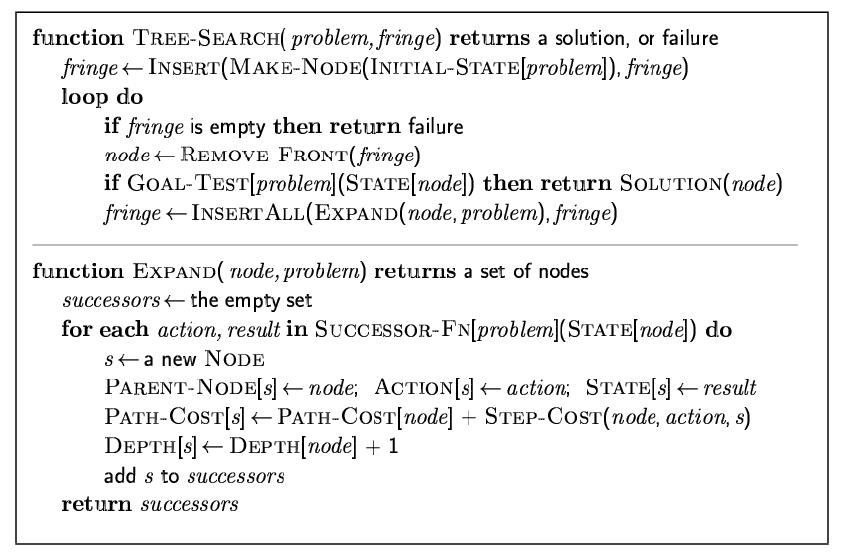 function TREE-SEARCH( problem, fringe) returns a solution, or failure
fringe ← INSERT(MAKE-NODE(INITIAL-STATE[problem]), fringe)
loop do
if fringe is empty then return failure
node ← REMOVE FRONT(fringe)
if GOAL-TEST[problem](STATE[node]) then return SOLUTION(node)
fringe ← INSERTALL(EXPAND(node, problem), fringe)
function EXPAND( node, problem) returns a set of nodes
successors ← the empty set
for each action, result in SUCCESSOR-FN[problem](STATE[node]) do
s ← a new NODE
PARENT-NODE[s] ← node; ACTION[s] ← action; STATE[s] ← result
PATH-COST[s] ← PATH-COST[node] + STEP-COST(node, action, s)
DEPTH[s] ← DEPTH[node] + 1
add s to successors
return successors